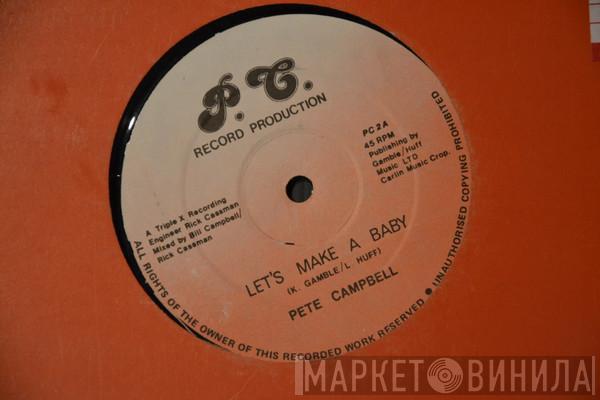 P. C.
RECORD PRODUCTION
PC 2A
45 RPM
Publishing by
Gamble/Huff
Music LTD
Carlin Music Crop.
A Triple X Recording
Engineer Rick Cassman
Mixed by Bill Campbell/
Rick Cassman
LET'S MAKE A BABY
(K. GAMBLE/L. HUFF)
PETE CAMPBELL
ALL RIGHTS OF THE OWNER OF THIS RECORDED WORK RESERVED • UNAUTHORISED COPYING PROHIBITED
МАРКЕТ ВИНИЛА